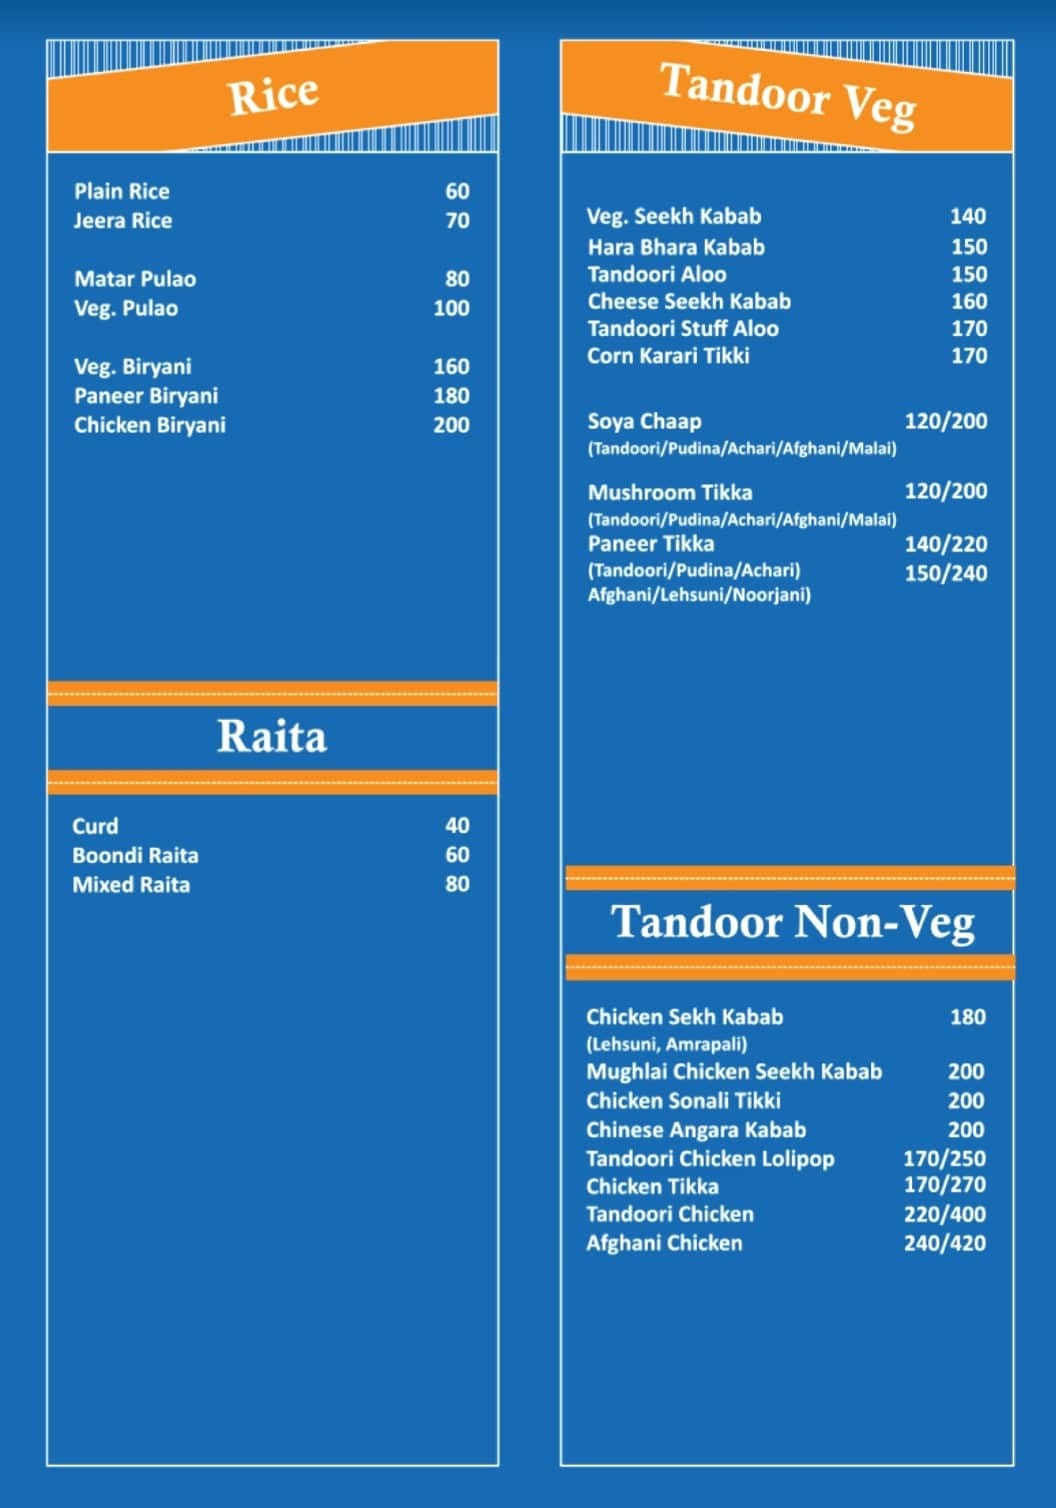 Rice
Plain Rice 60
Jeera Rice 70
Matar Pulao 80
Veg. Pulao 100
Veg. Biryani 160
Paneer Biryani 180
Chicken Biryani 200
Raita
Curd 40
Boondi Raita 60
Mixed Raita 80
Tandoor Veg
Veg. Seekh Kabab 140
Hara Bhara Kabab 150
Tandoori Aloo 150
Cheese Seekh Kabab 160
Tandoori Stuff Aloo 170
Corn Karari Tikki 170
Soya Chaap 120/200
(Tandoori/Pudina/Achari/Afghani/Malai)
Mushroom Tikka 120/200
(Tandoori/Pudina/Achari/Afghani/Malai)
Paneer Tikka 140/220
(Tandoori/Pudina/Achari) 150/240
Afghani/Lehsuni/Noorjani)
Tandoor Non-Veg
Chicken Sekh Kabab 180
(Lehsuni, Amrapali)
Mughlai Chicken Seekh Kabab 200
Chicken Sonali Tikki 200
Chinese Angara Kabab 200
Tandoori Chicken Lolipop 170/250
Chicken Tikka 170/270
Tandoori Chicken 220/400
Afghani Chicken 240/420